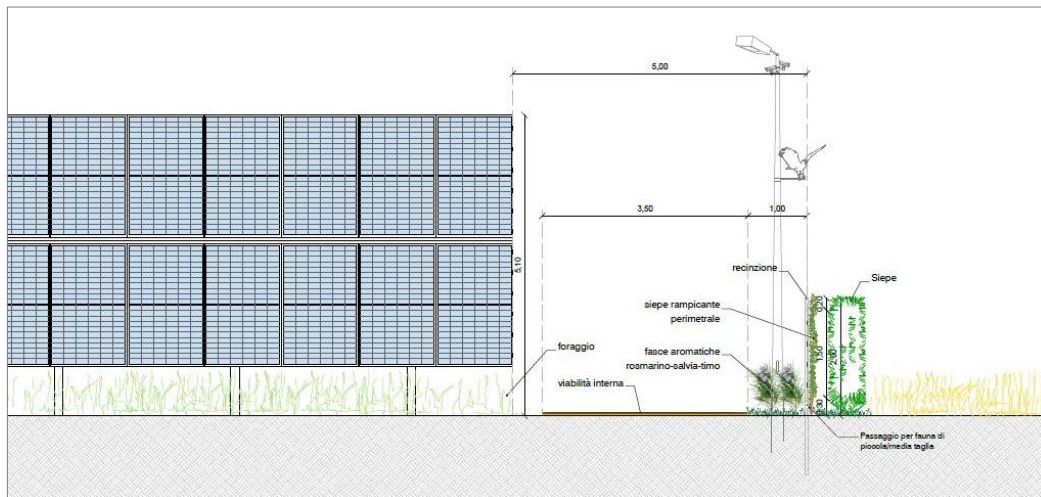 5,00
3,50
1,00
5,10
recinzione
Siepe
siepe rampicante
perimetrale
0,20
1,50
2,00
foraggio
fasce aromatiche
rosmarino-salvia-timo
viabilità interna
0,30
Passaggio per fauna di
piccola/media taglia